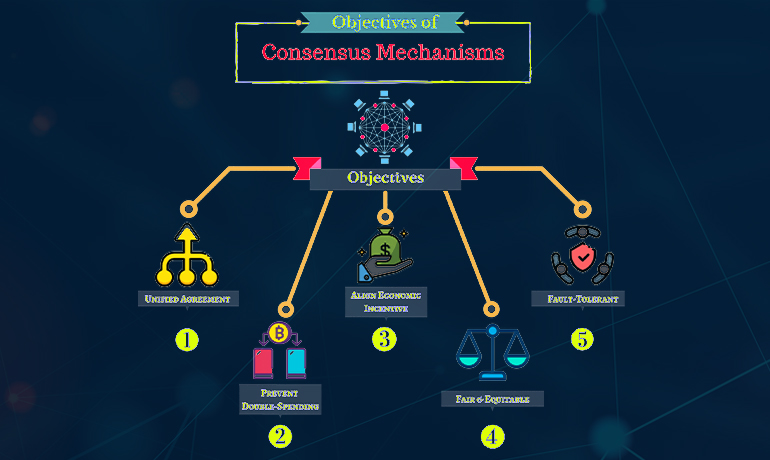 Objectives of
Consensus Mechanisms
Objectives
Unified Agreement
1
Prevent
Double-Spending
2
Align Economic
Incentive
3
Fair & Equitable
4
Fault-Tolerant
5